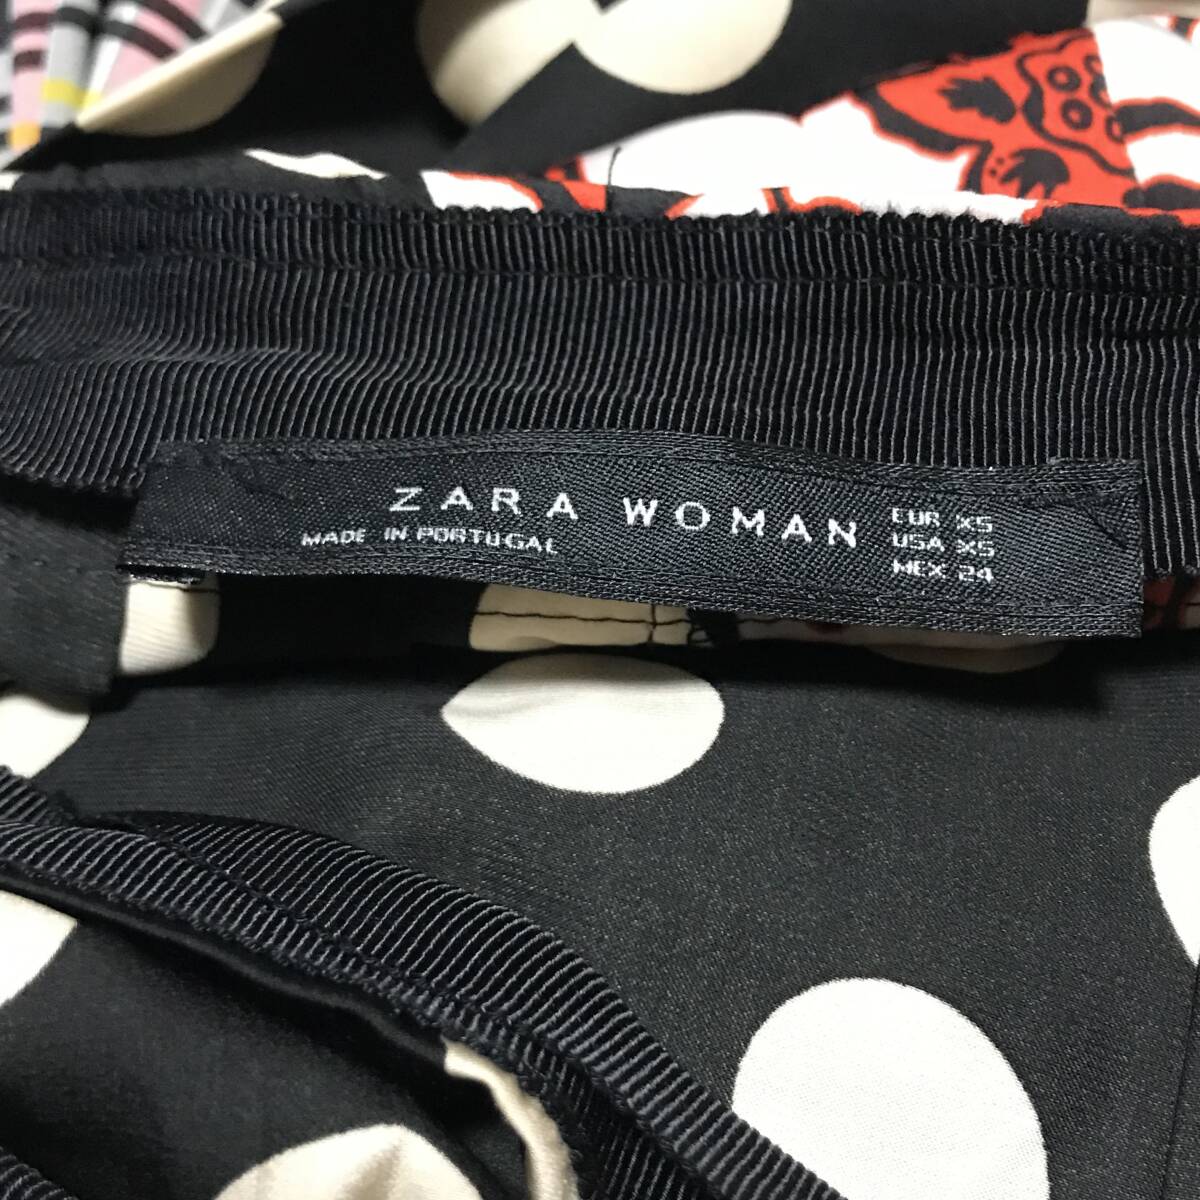 ZARA WOMAN
MADE IN PORTUGAL
EUR XS
USA XS
MEX 24